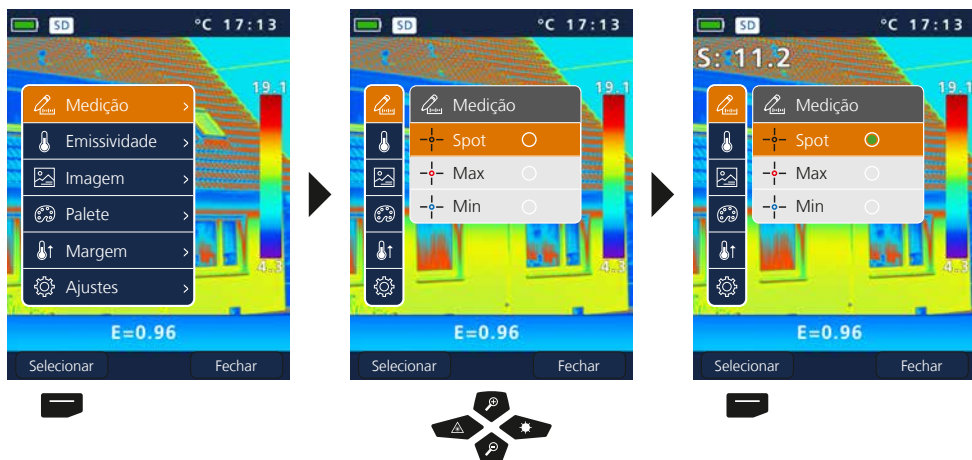 SD °C 17:13
19.1
Medição
Emissividade
Imagem
Palete
Margem
Ajustes
4.3
E=0.96
Selecionar Fechar
SD °C 17:13
19.1
Medição
Spot
Max
Min
4.3
E=0.96
Selecionar Fechar
SD °C 17:13
S: 11.2
19.1
Medição
Spot
Max
Min
4.3
E=0.96
Selecionar Fechar